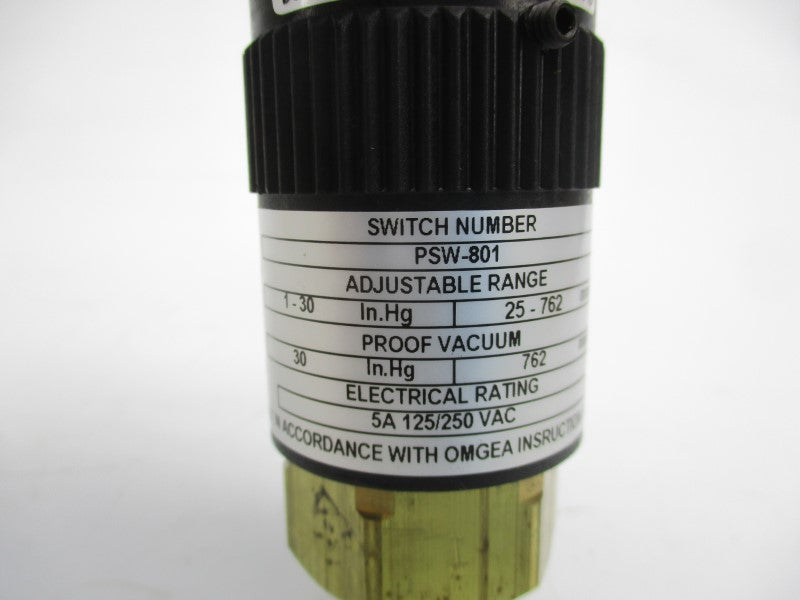 SWITCH NUMBER
PSW-801
ADJUSTABLE RANGE
1 - 30 In.Hg 25 - 762
PROOF VACUUM
30 In.Hg 762
ELECTRICAL RATING
5A 125/250 VAC
ACCORDANCE WITH OMGEA INSRUCTION